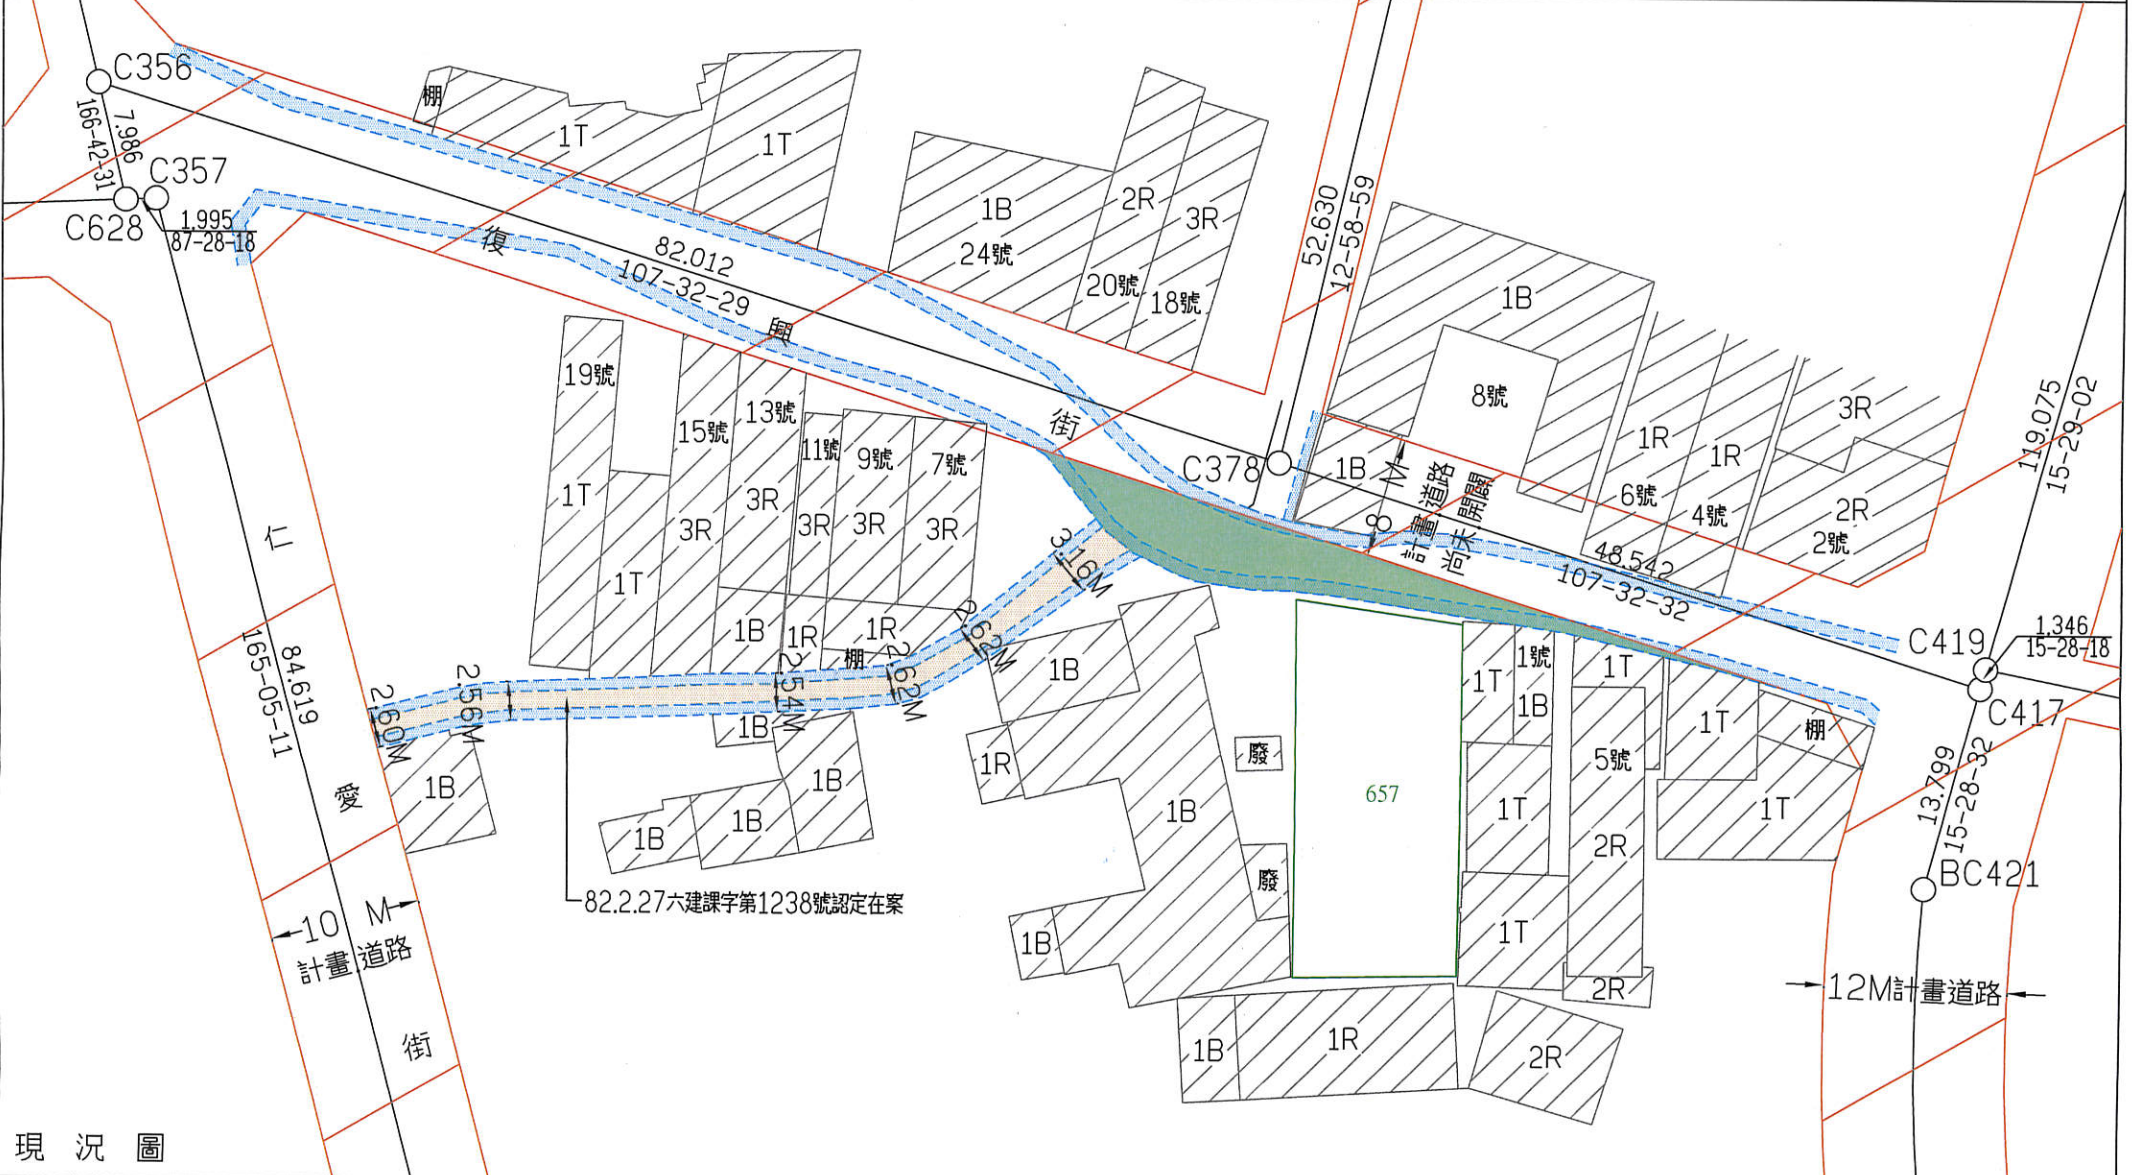 C356
7.986
166-42-31
C357
C628
1.995
87-28-18
棚
1T
1T
復
興
街
82.012
107-32-29
1B
24號
2R
20號
3R
18號
52.630
12-58-59
1B
8號
1R
6號
1R
4號
3R
2R
2號
119.075
15-29-02
C378
1B
8 M
計畫道路
尚未開闢
48.542
107-32-32
C419
1.346
15-28-18
C417
13.799
15-28-32
BC421
19號
1T
1T
15號
3R
13號
3R
11號
3R
9號
3R
7號
3R
1B
1R
1R
棚
3.16M
2.62M
2.62M
2.54M
2.56M
2.60M
仁
愛
街
84.619
165-05-11
1B
1B
1B
1B
1B
82.2.27六建課字第1238號認定在案
10 M
計畫道路
1B
1R
1B
1B
廢
廢
657
1T
1號
1B
1T
1T
1T
5號
2R
2R
1T
棚
1T
12M計畫道路
1B
1R
2R
現況圖